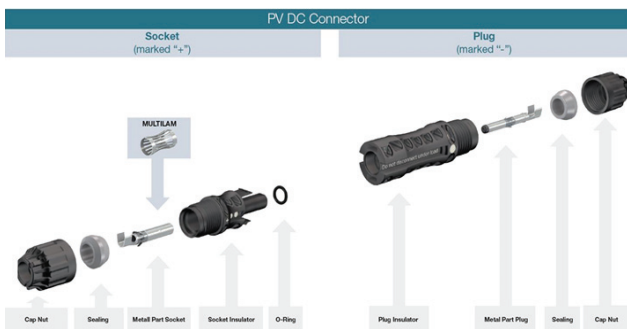 PV DC Connector
Socket
(marked "+")
Plug
(marked "-")
MULTILAM
Cap Nut
Sealing
Metall Part Socket
Socket Insulator
O-Ring
Plug Insulator
Metal Part Plug
Sealing
Cap Nut